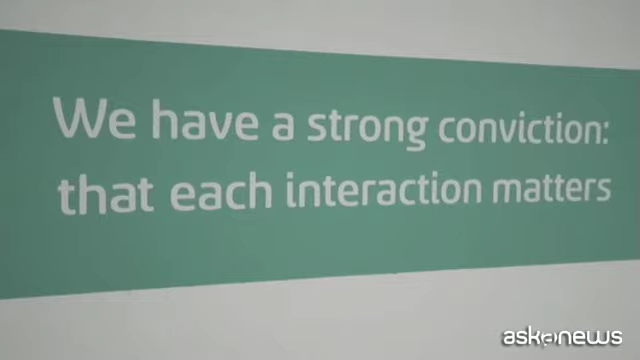 We have a strong conviction:
that each interaction matters
askanews